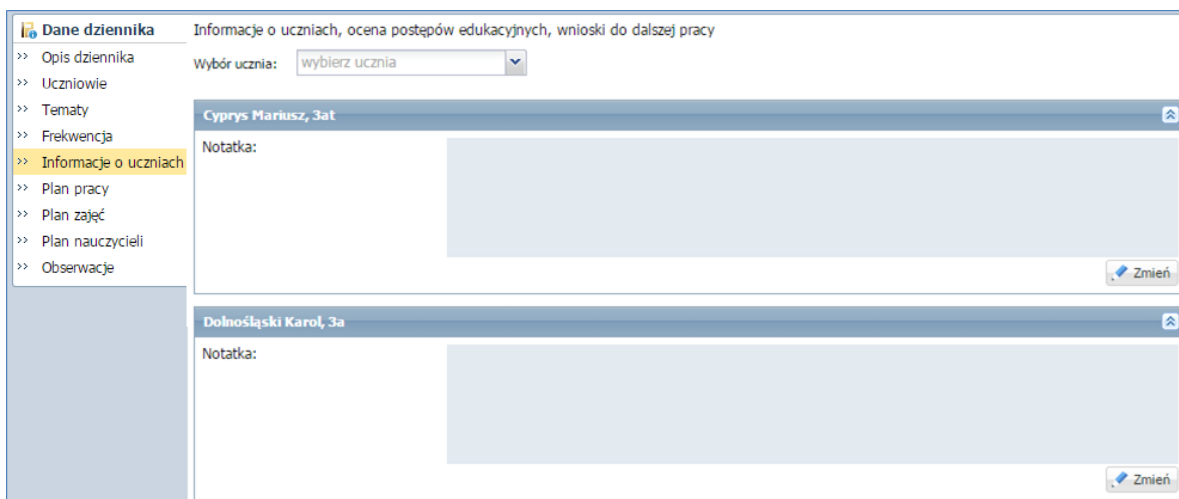 Dane dziennika
>> Opis dziennika
>> Uczniowie
>> Tematy
>> Frekwencja
>> Informacje o uczniach
>> Plan pracy
>> Plan zajęć
>> Plan nauczycieli
>> Obserwacje
Informacje o uczniach, ocena postępów edukacyjnych, wnioski do dalszej pracy
Wybór ucznia: wybierz ucznia
Cyprys Mariusz, 3at
Notatka:
Zmień
Dolnośląski Karol, 3a
Notatka:
Zmień